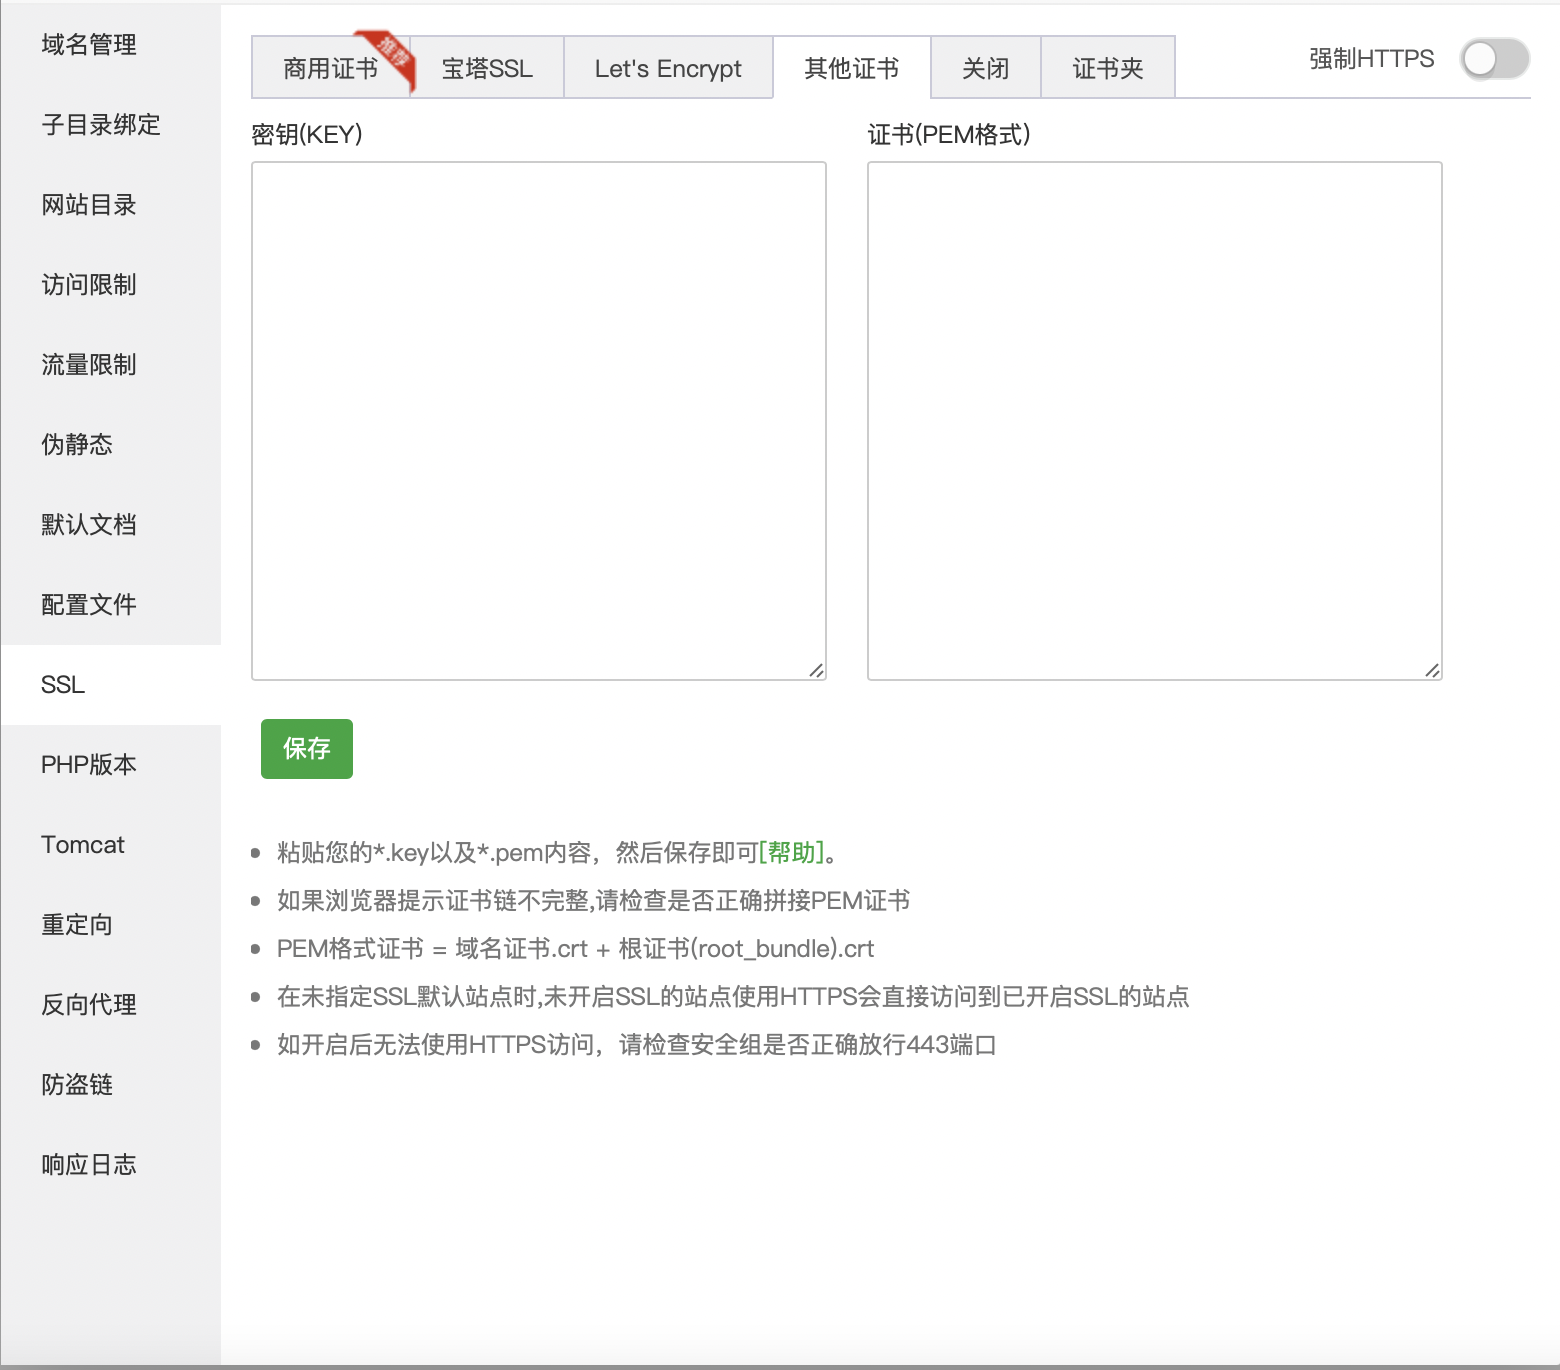 域名管理
子目录绑定
网站目录
访问限制
流量限制
伪静态
默认文档
配置文件
SSL
PHP版本
Tomcat
重定向
反向代理
防盗链
响应日志
商用证书
推荐
宝塔SSL
Let's Encrypt
其他证书
关闭
证书夹
强制HTTPS
密钥(KEY)
证书(PEM格式)
保存
粘贴您的*.key以及*.pem内容，然后保存即可[帮助]。
如果浏览器提示证书链不完整,请检查是否正确拼接PEM证书
PEM格式证书 = 域名证书.crt + 根证书(root_bundle).crt
在未指定SSL默认站点时,未开启SSL的站点使用HTTPS会直接访问到已开启SSL的站点
如开启后无法使用HTTPS访问，请检查安全组是否正确放行443端口